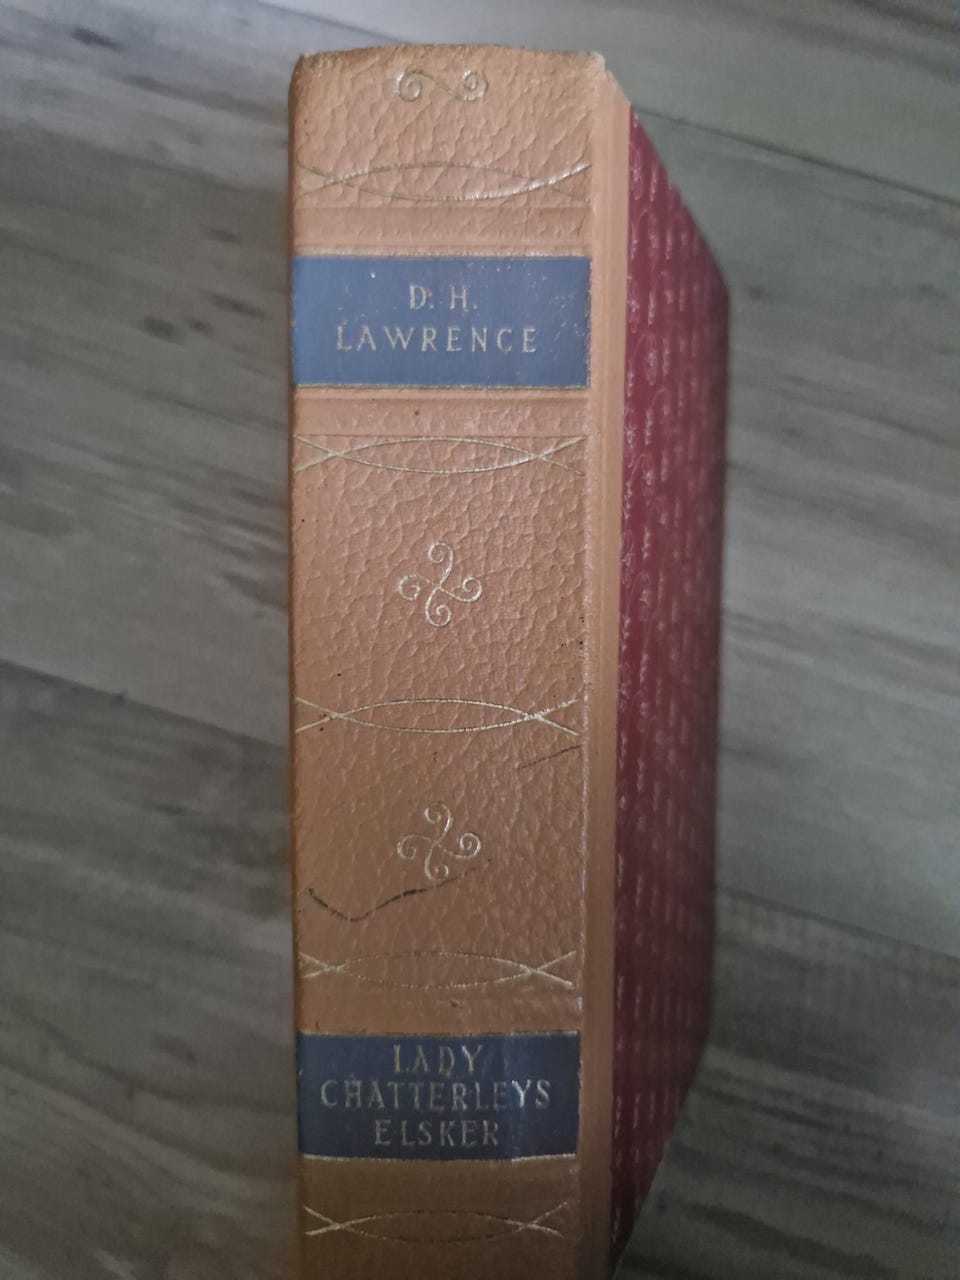 D. H.
LAWRENCE
LADY
CHATTERLEYS
ELSKER